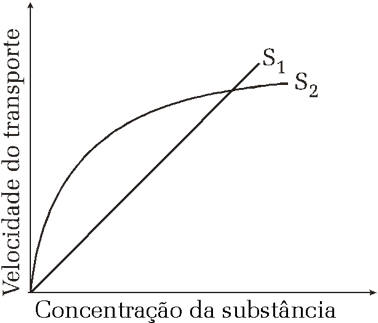 Velocidade do transporte
S1
S2
Concentração da substância